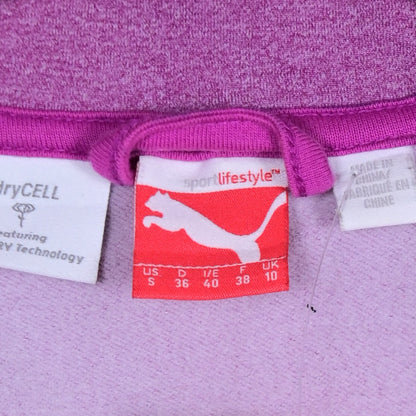 dryCELL
Featuring
RY Technology
sportlifestyle™
US D I/E F UK
S 36 40 38 10
MADE IN
CHINA/
FABRIQUÉ EN
CHINE